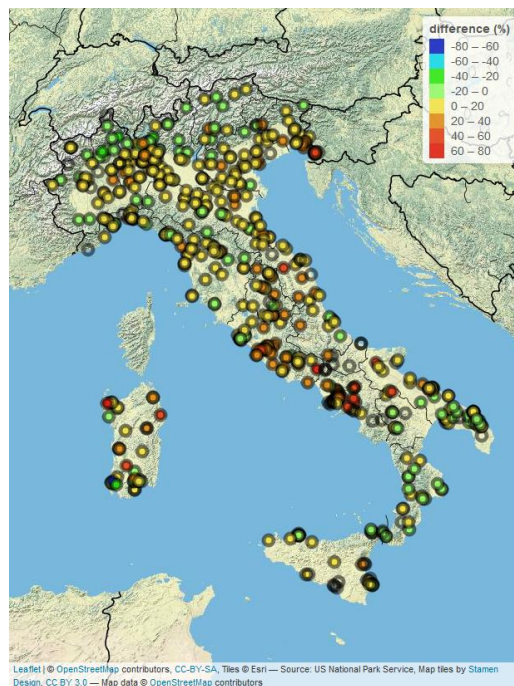 difference (%)
-80 – -60
-60 – -40
-40 – -20
-20 – 0
0 – 20
20 – 40
40 – 60
60 – 80
Leaflet | © OpenStreetMap contributors, CC-BY-SA, Tiles © Esri — Source: US National Park Service, Map tiles by Stamen
Design, CC BY 3.0 — Map data © OpenStreetMap contributors